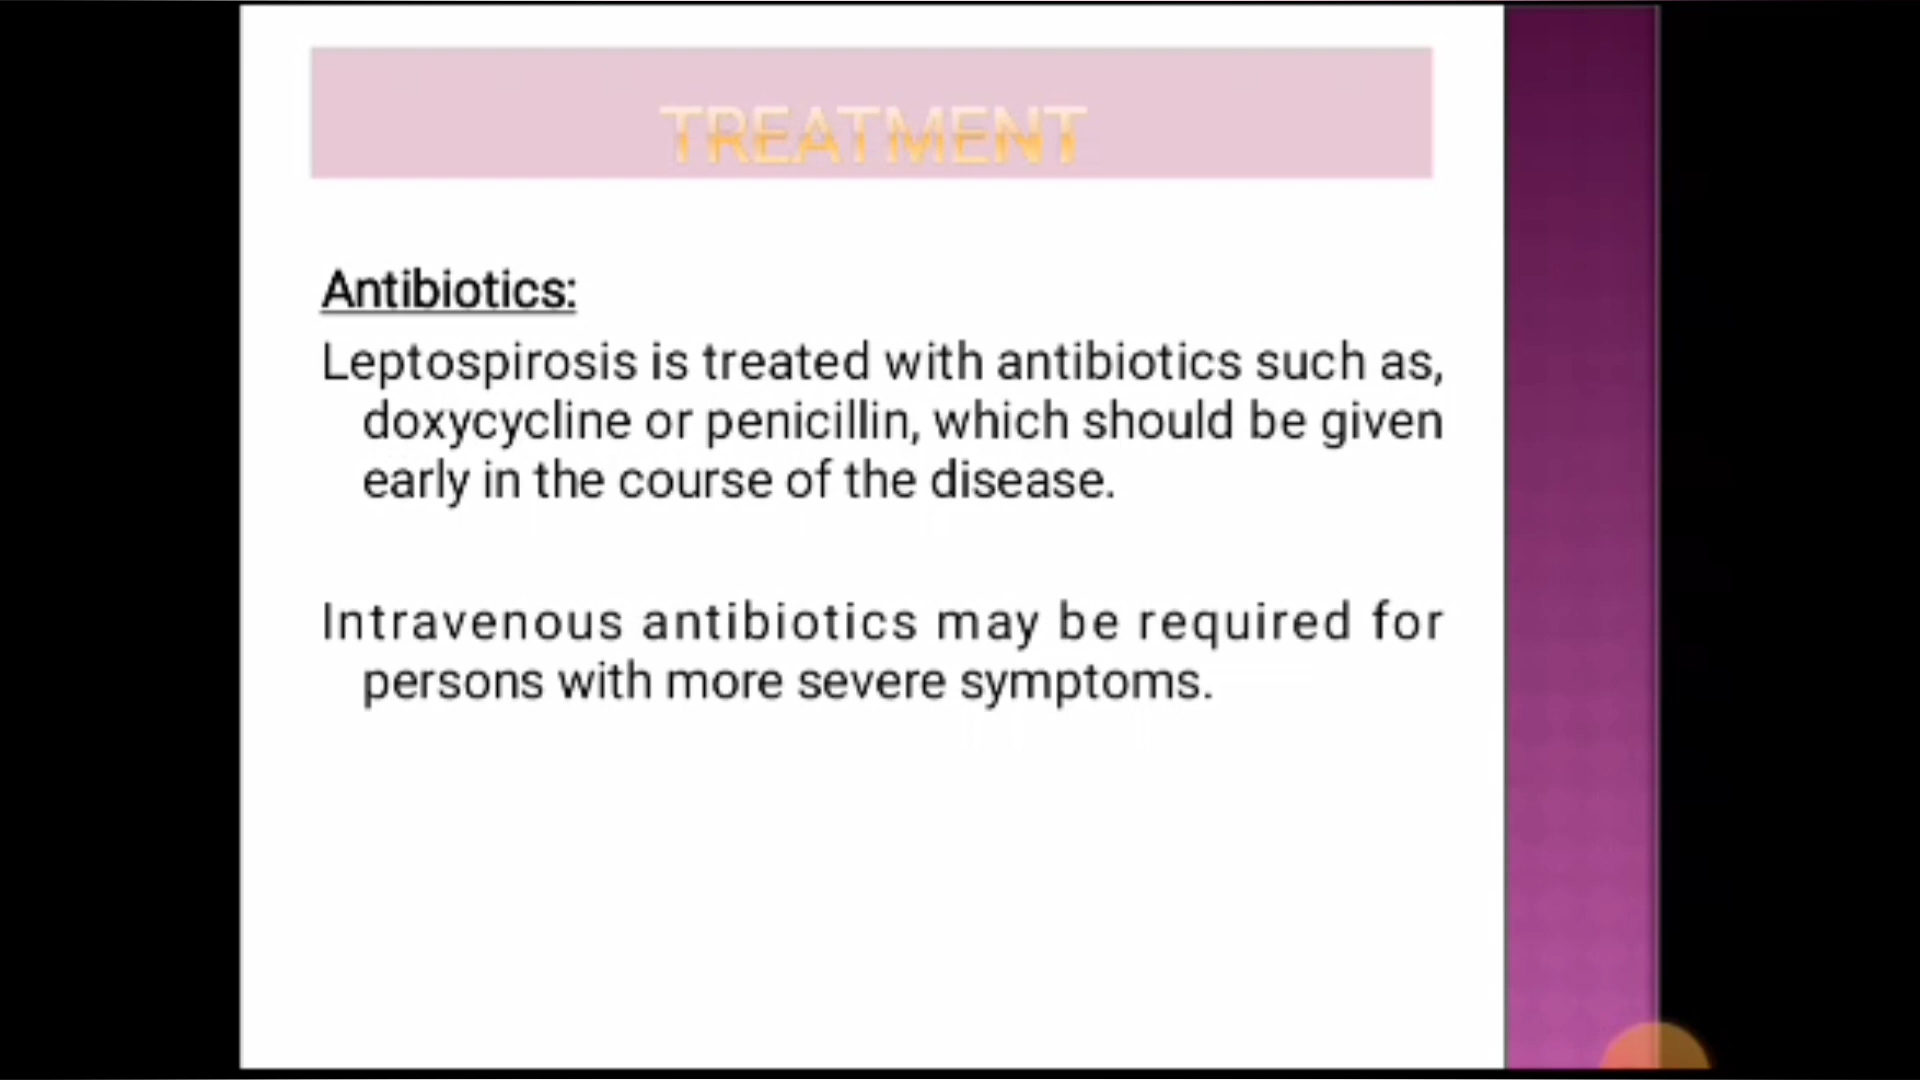 TREATMENT
Antibiotics:
Leptospirosis is treated with antibiotics such as,
doxycycline or penicillin, which should be given
early in the course of the disease.
Intravenous antibiotics may be required for
persons with more severe symptoms.